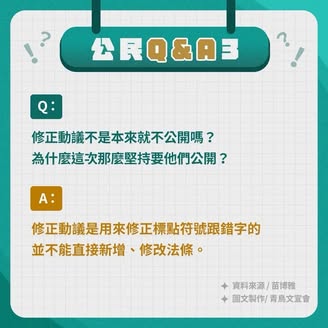 公民Q&A3
Q：
修正動議不是本來就不公開嗎？
為什麼這次那麼堅持要他們公開？
A：
修正動議是用來修正標點符號跟錯字的
並不能直接新增、修改法條。
資料來源/苗博雅
圖文製作/青鳥文宣會